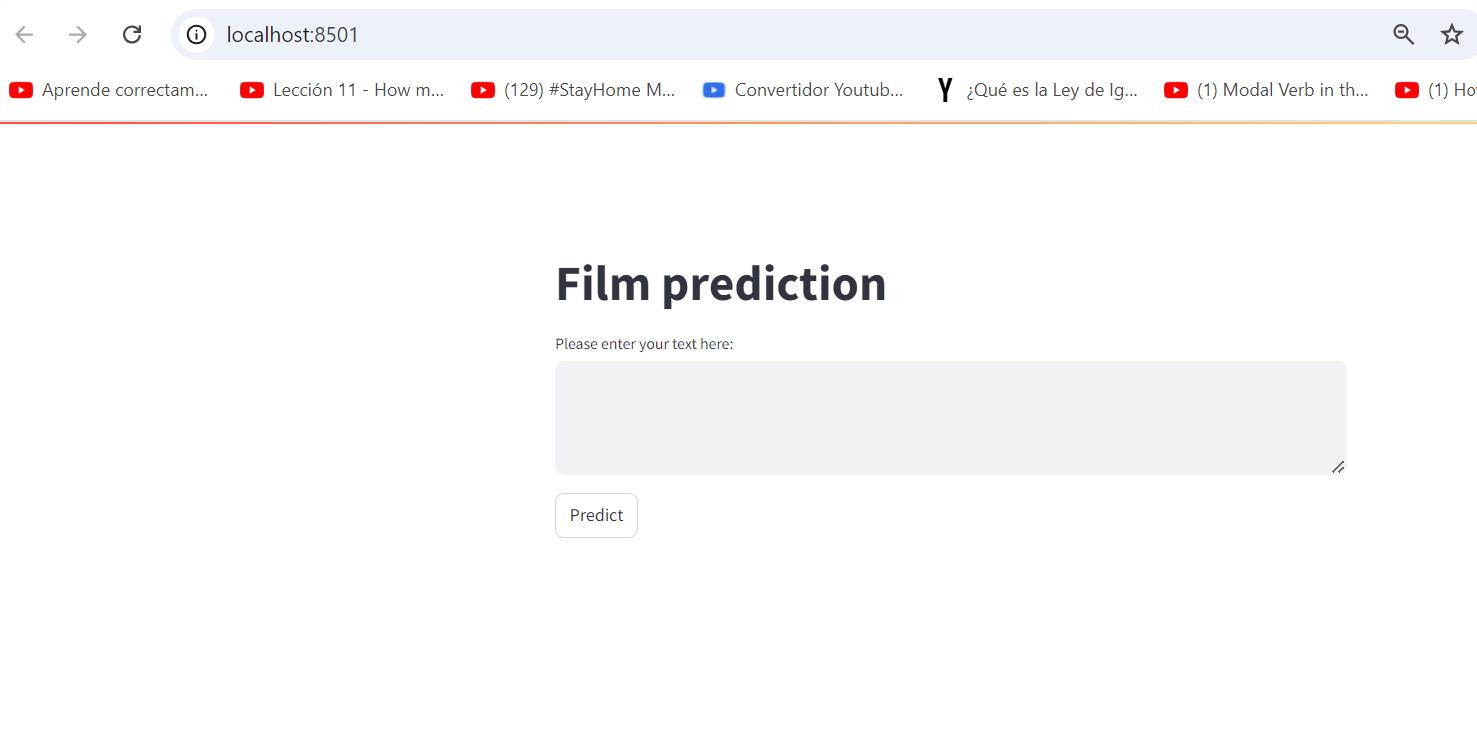 localhost:8501
Aprende correctam... Lección 11 - How m... (129) #StayHome M... Convertidor Youtub... ¿Qué es la Ley de Ig... (1) Modal Verb in th... (1) Ho
Film prediction
Please enter your text here:
Predict